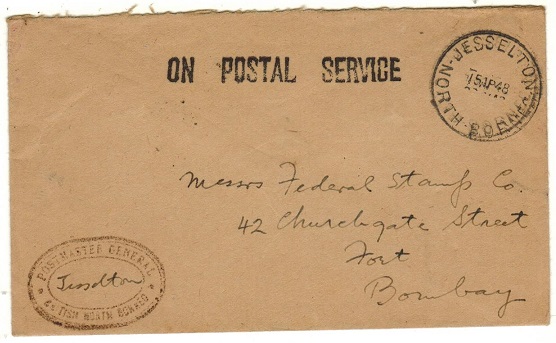 ON POSTAL SERVICE
JESSELTON
NORTH BORNEO
15 AP 48
Messrs Federal Stamp Co.
42 Churchgate Street
Fort
Bombay
POSTMASTER GENERAL
Jesselton
NORTH BORNEO